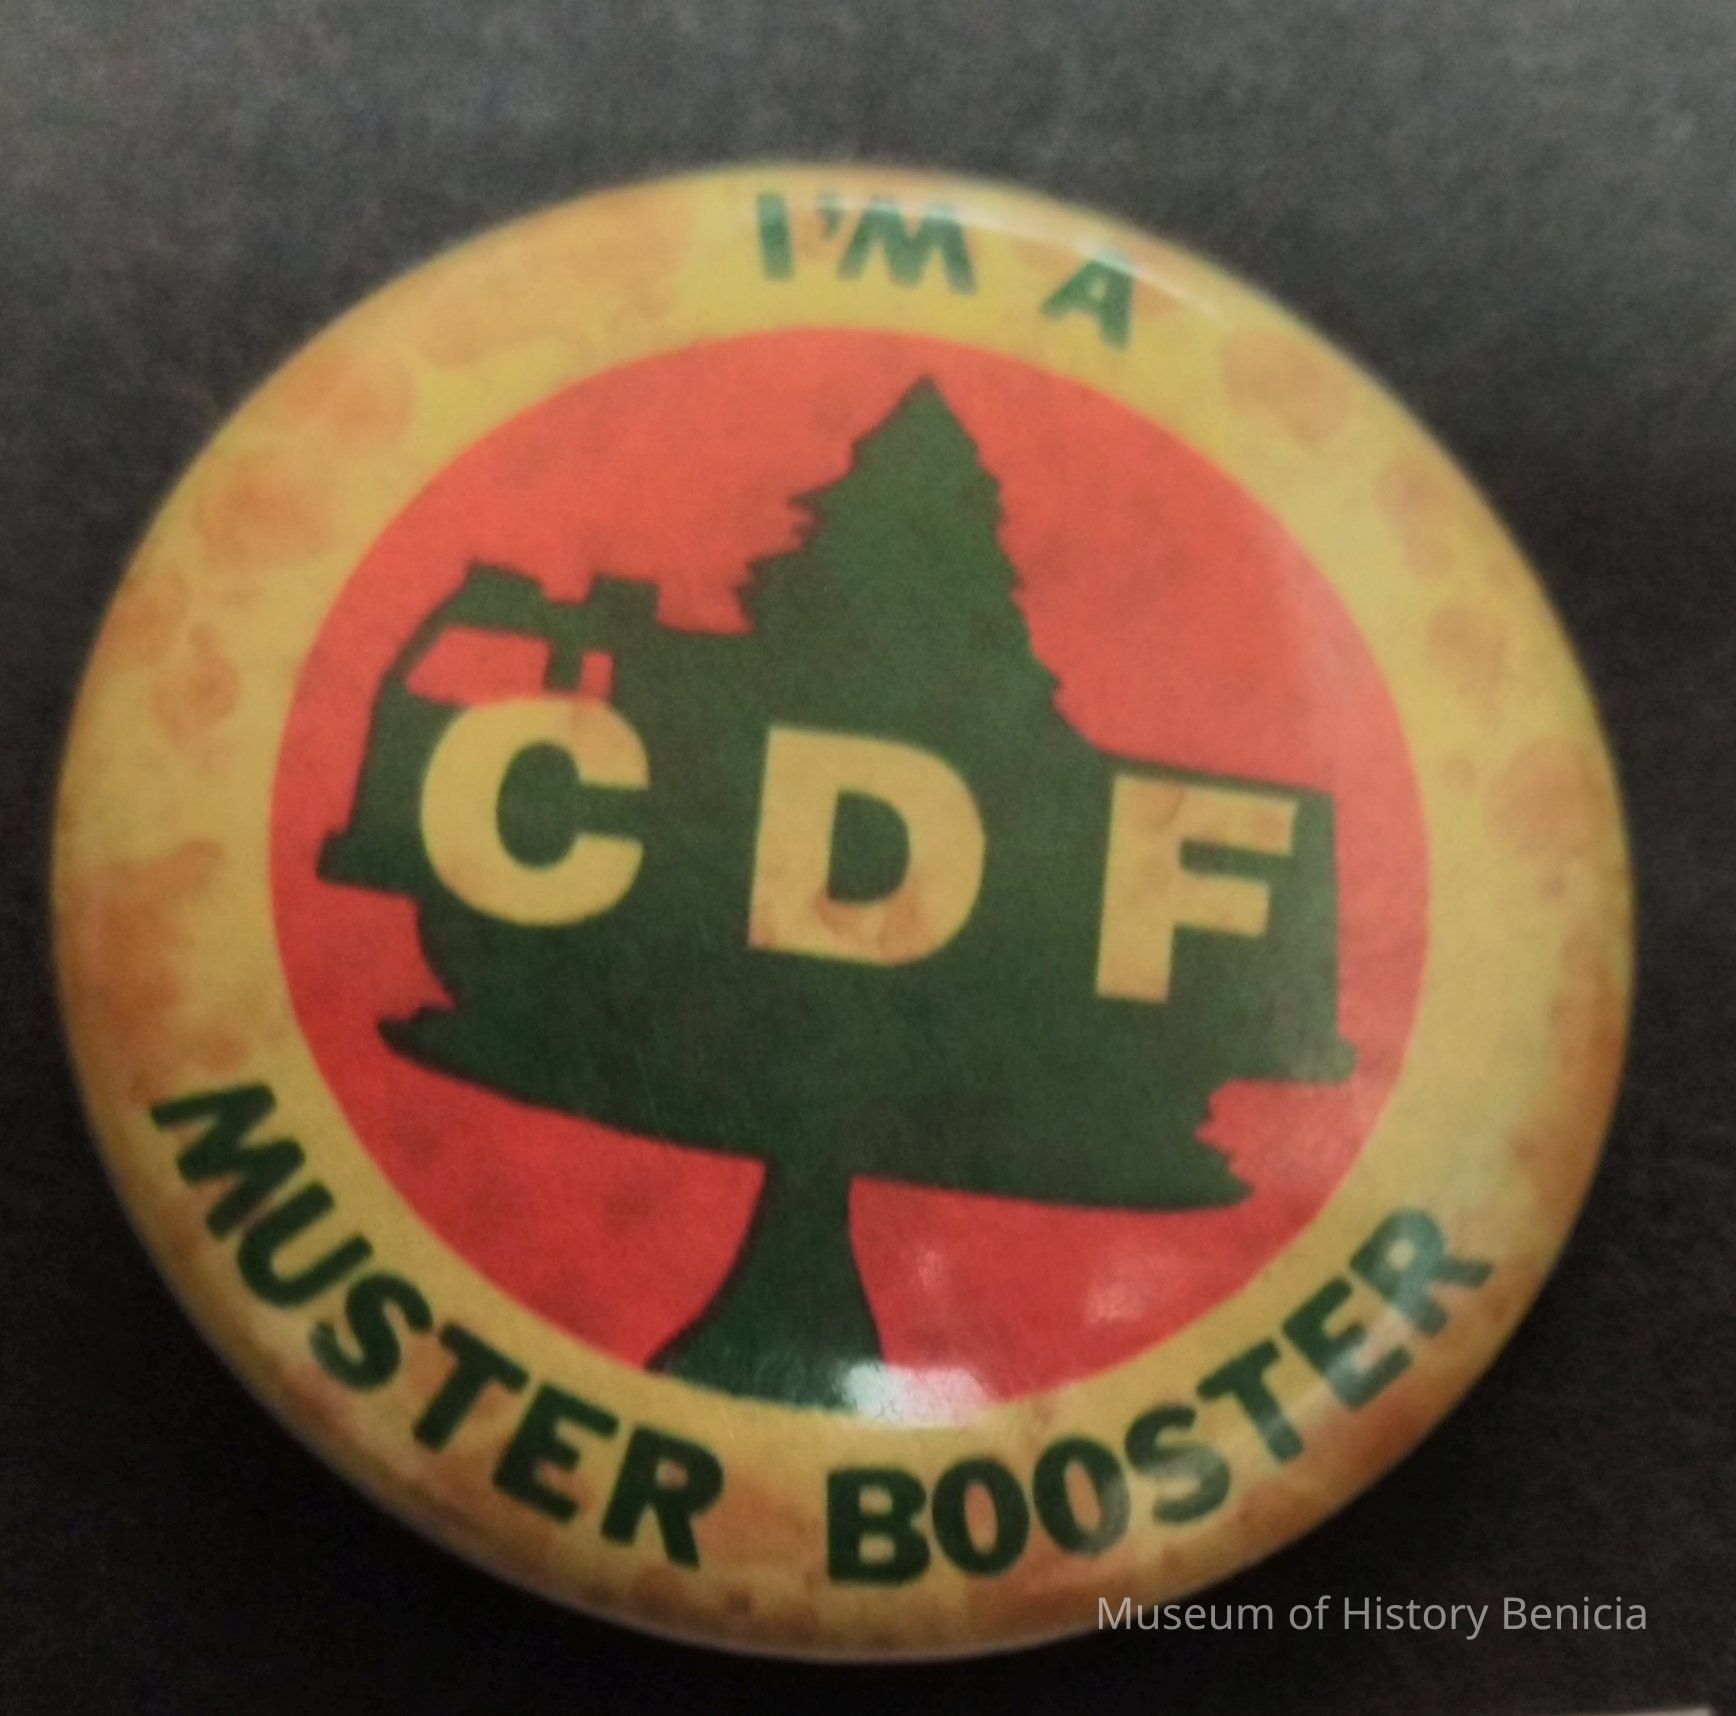 I'M A
CDF
MUSTER BOOSTER
Museum of History Benicia